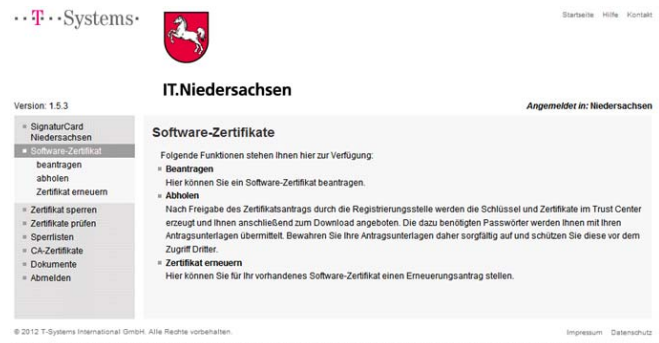 ··T··Systems·
Startseite Hilfe Kontakt
IT.Niedersachsen
Version: 1.5.3
Angemeldet in: Niedersachsen
SignaturCard
Niedersachsen
Software-Zertifikat
beantragen
abholen
Zertifikat erneuern
Zertifikat sperren
Zertifikate prüfen
Sperrlisten
CA-Zertifikate
Dokumente
Abmelden
Software-Zertifikate
Folgende Funktionen stehen Ihnen hier zur Verfügung:
Beantragen
Hier können Sie ein Software-Zertifikat beantragen.
Abholen
Nach Freigabe des Zertifikatsantrags durch die Registrierungsstelle werden die Schlüssel und Zertifikate im Trust Center
erzeugt und Ihnen anschließend zum Download angeboten. Die dazu benötigten Passwörter werden Ihnen mit Ihren
Antragsunterlagen übermittelt. Bewahren Sie Ihre Antragsunterlagen daher sorgfältig auf und schützen Sie diese vor dem
Zugriff Dritter.
Zertifikat erneuern
Hier können Sie für Ihr vorhandenes Software-Zertifikat einen Erneuerungsantrag stellen.
© 2012 T-Systems International GmbH. Alle Rechte vorbehalten.
Impressum Datenschutz